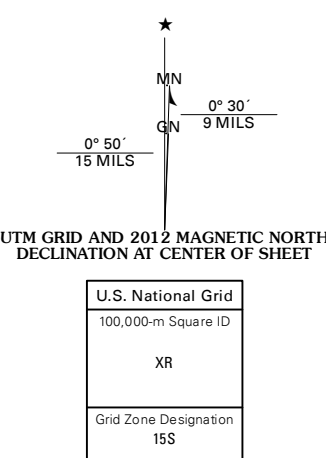 ★
MN
0° 30´
9 MILS
GN
0° 50´
15 MILS
UTM GRID AND 2012 MAGNETIC NORTH
DECLINATION AT CENTER OF SHEET
U.S. National Grid
100,000-m Square ID
XR
Grid Zone Designation
15S